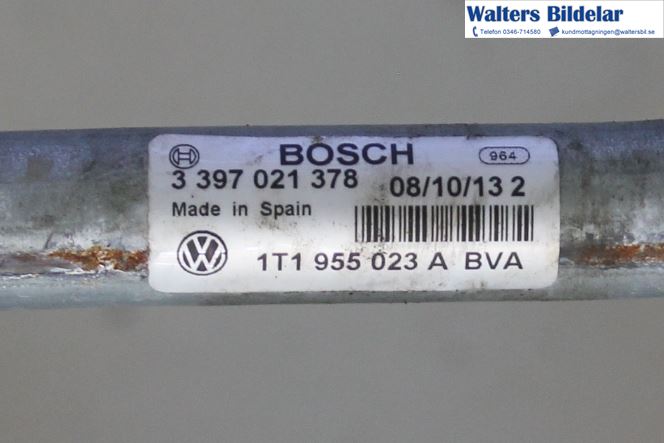 Walters Bildelar
Telefon 0346-714580 kundmottagningen@waltersbil.se
BOSCH 964
3 397 021 378 08/10/13 2
Made in Spain
1T1 955 023 A BVA